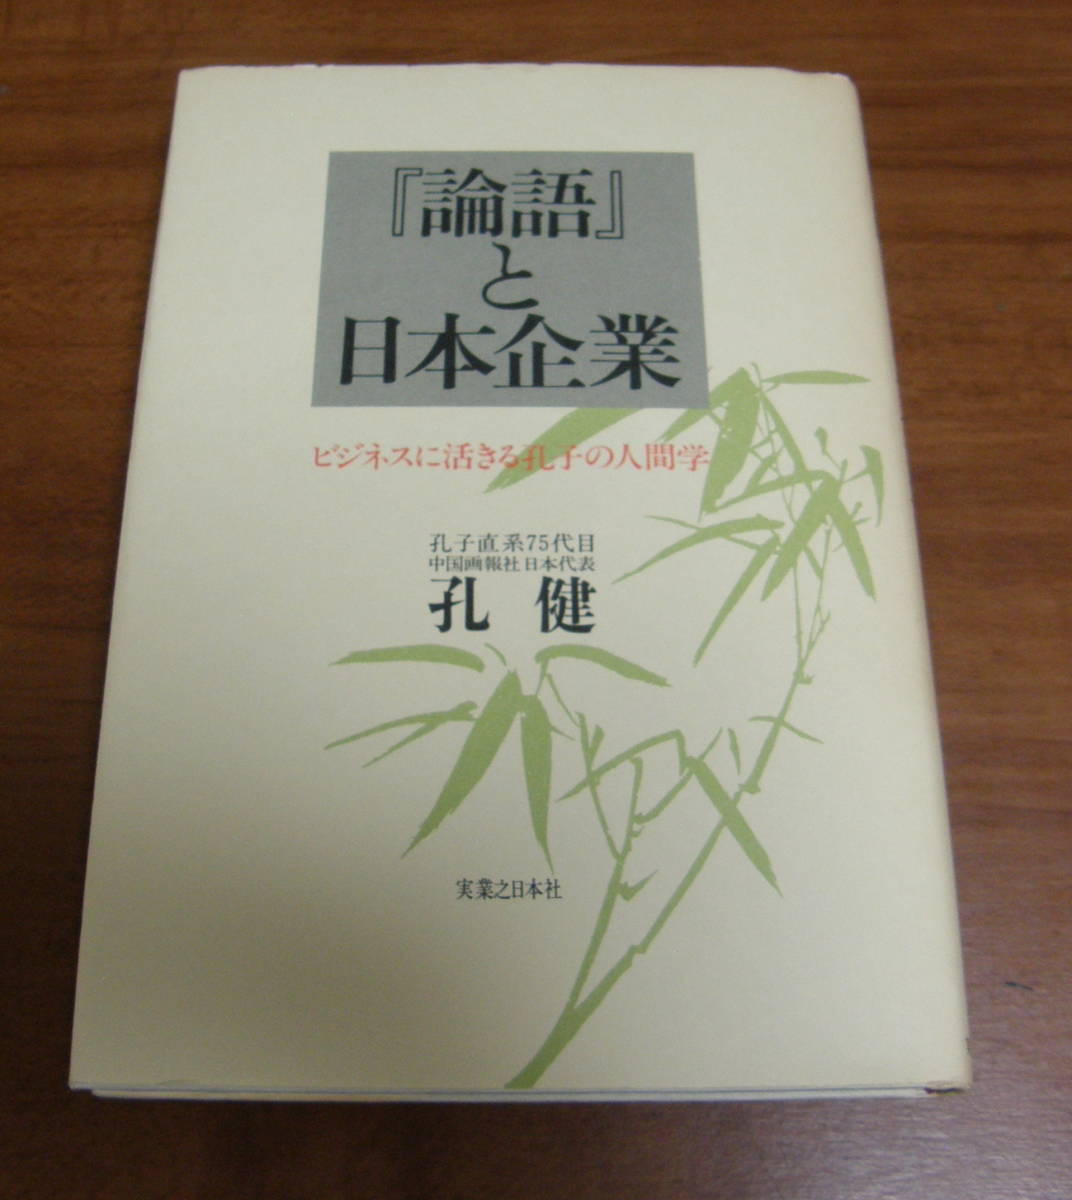 『論語』
と
日本企業
ビジネスに活きる孔子の人間学
孔子直系75代目
中国画報社 日本代表
孔 健
実業之日本社